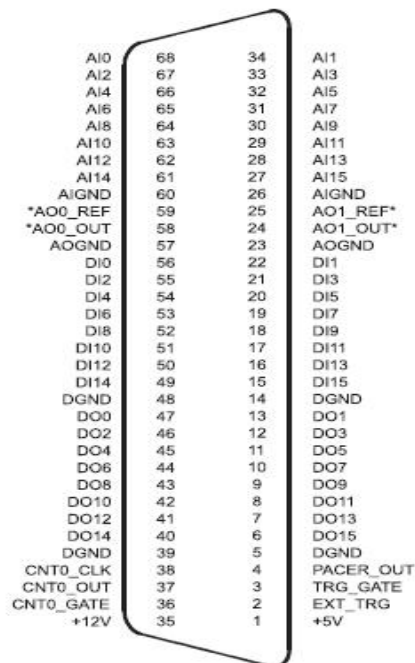 AI0 68 34 AI1
AI2 67 33 AI3
AI4 66 32 AI5
AI6 65 31 AI7
AI8 64 30 AI9
AI10 63 29 AI11
AI12 62 28 AI13
AI14 61 27 AI15
AIGND 60 26 AIGND
*AO0_REF 59 25 AO1_REF*
*AO0_OUT 58 24 AO1_OUT*
AOGND 57 23 AOGND
DI0 56 22 DI1
DI2 55 21 DI3
DI4 54 20 DI5
DI6 53 19 DI7
DI8 52 18 DI9
DI10 51 17 DI11
DI12 50 16 DI13
DI14 49 15 DI15
DGND 48 14 DGND
DO0 47 13 DO1
DO2 46 12 DO3
DO4 45 11 DO5
DO6 44 10 DO7
DO8 43 9 DO9
DO10 42 8 DO11
DO12 41 7 DO13
DO14 40 6 DO15
DGND 39 5 DGND
CNT0_CLK 38 4 PACER_OUT
CNT0_OUT 37 3 TRG_GATE
CNT0_GATE 36 2 EXT_TRG
+12V 35 1 +5V